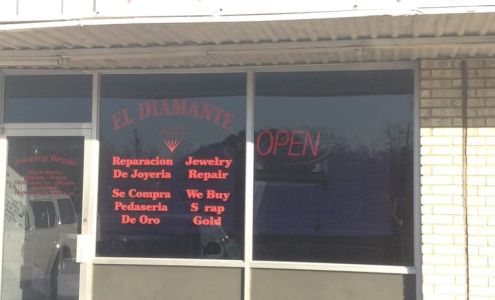 EL DIAMANTE
OPEN
Jewelry Repair
Reparacion Jewelry
De Joyeria Repair
Se Compra We Buy
Pedaseria S rap
De Oro Gold